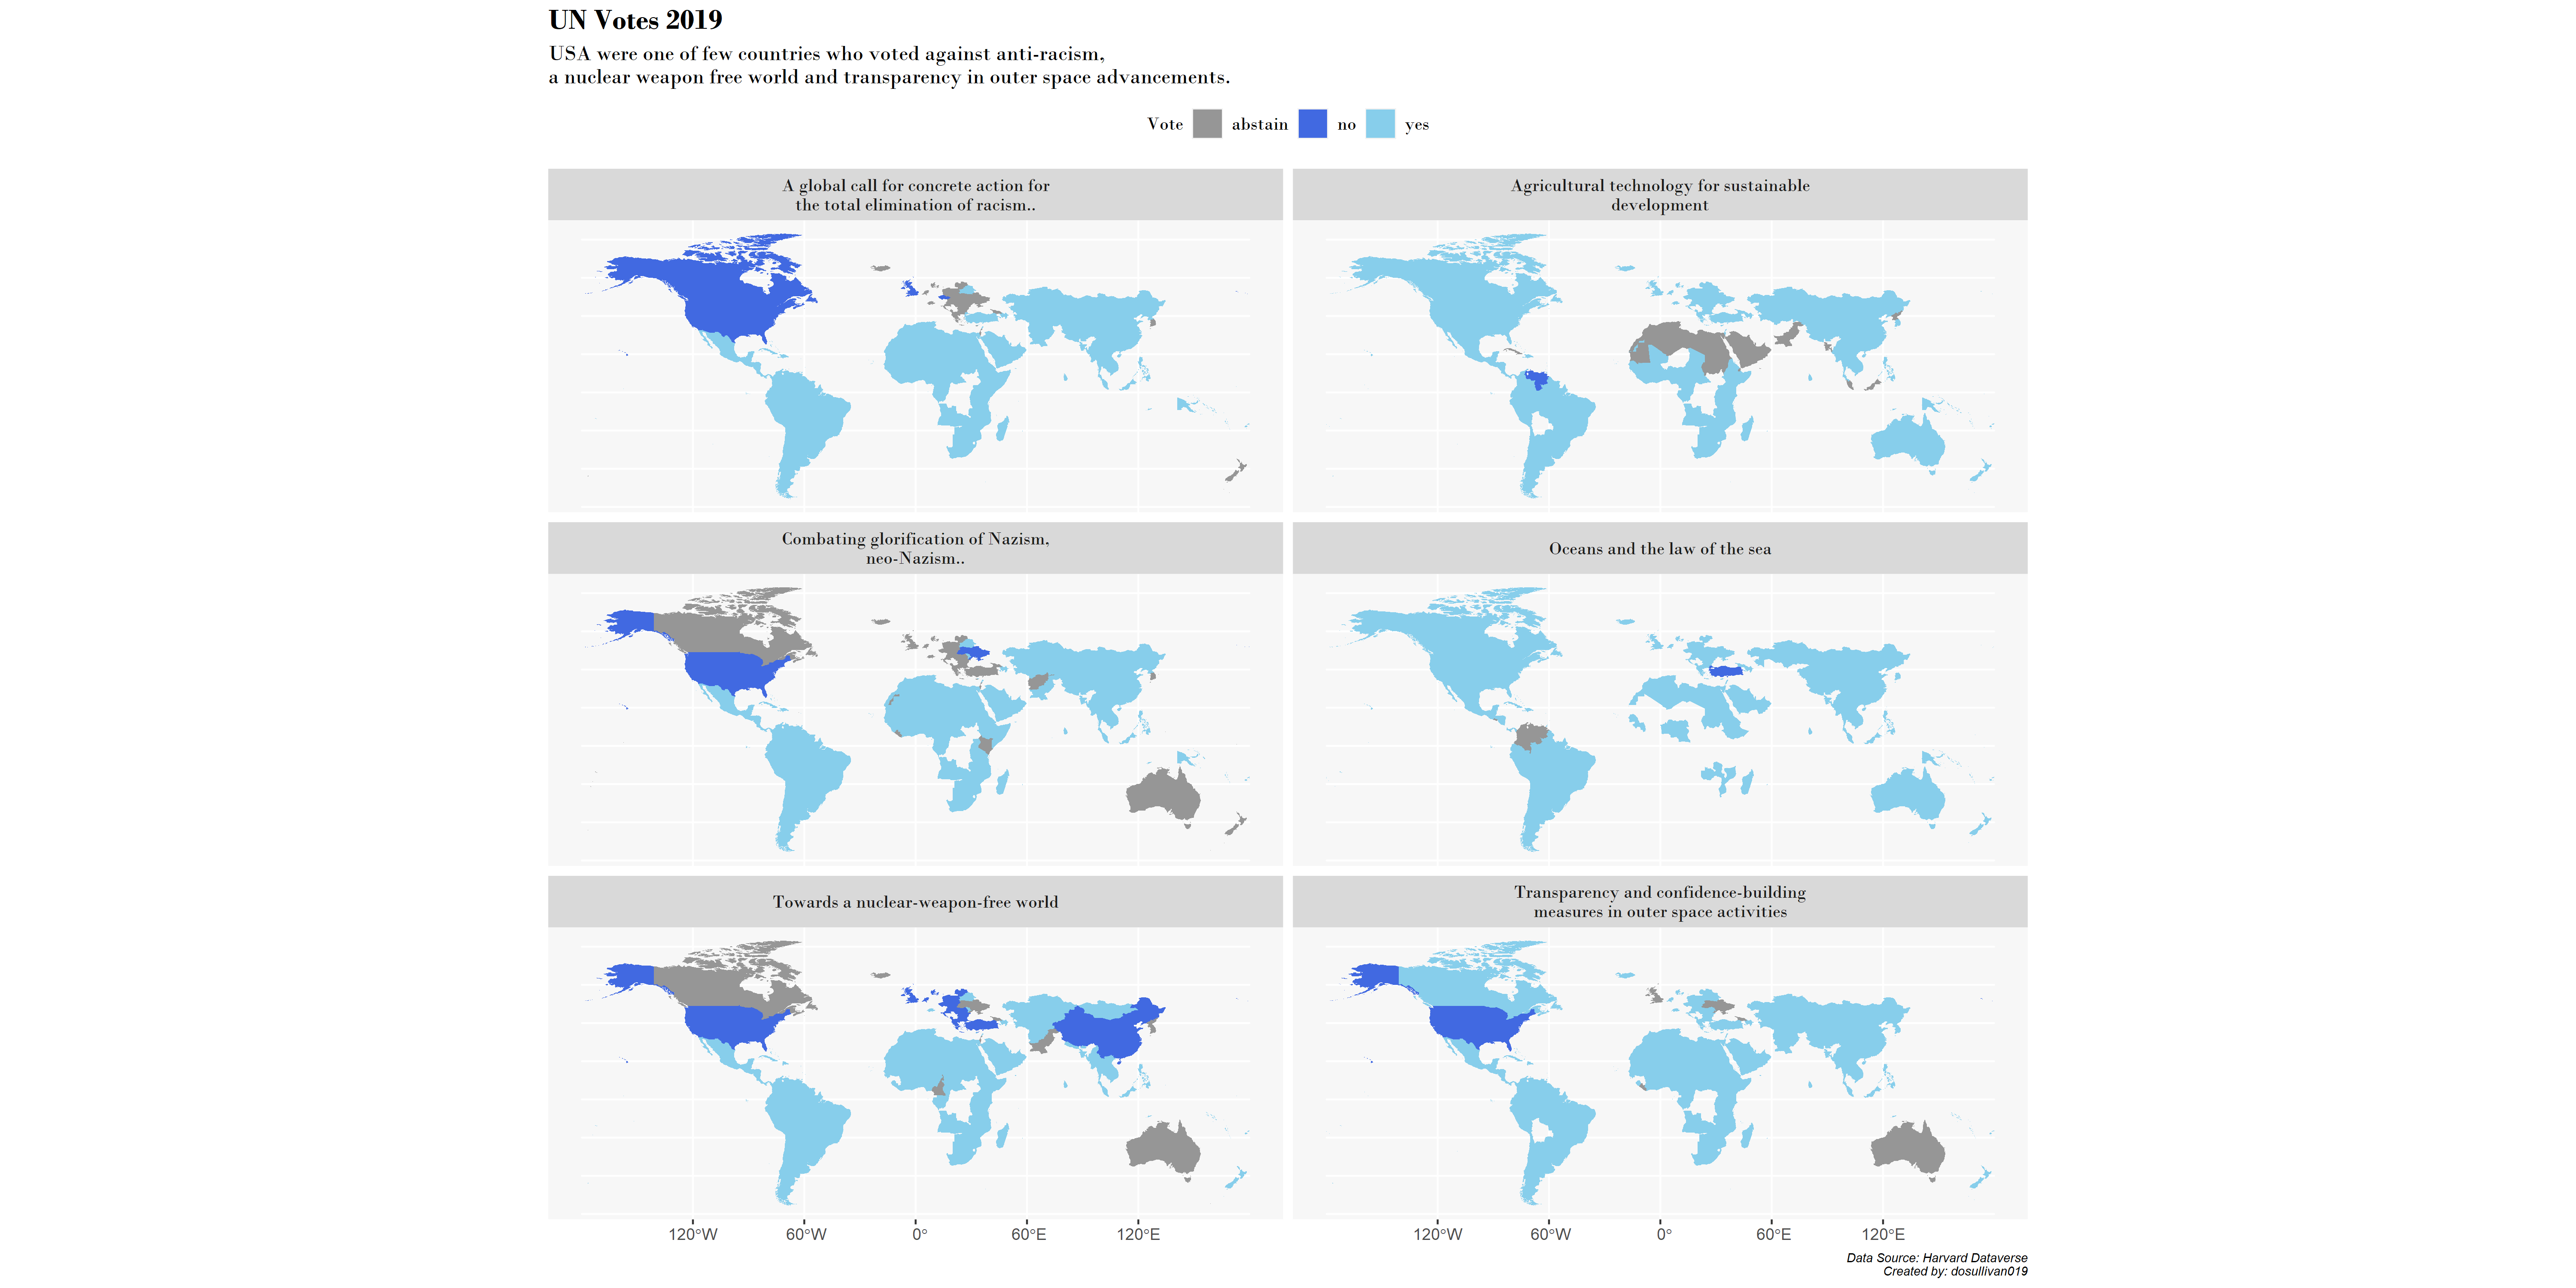 UN Votes 2019
USA were one of few countries who voted against anti-racism,
a nuclear weapon free world and transparency in outer space advancements.
Vote abstain no yes
A global call for concrete action for
the total elimination of racism..
Agricultural technology for sustainable
development
Combating glorification of Nazism,
neo-Nazism..
Oceans and the law of the sea
Towards a nuclear-weapon-free world
Transparency and confidence-building
measures in outer space activities
120°W 60°W 0° 60°E 120°E
120°W 60°W 0° 60°E 120°E
Data Source: Harvard Dataverse
Created by: dosullivan019